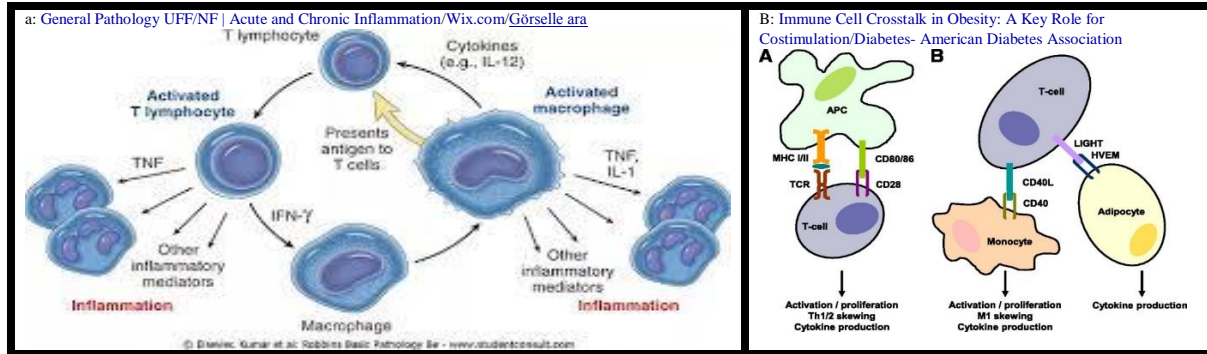 a: General Pathology UFF/NF | Acute and Chronic Inflammation/Wix.com/Görselle ara
T lymphocyte
Cytokines
(e.g., IL-12)
Activated
T lymphocyte
Activated
macrophage
Presents
antigen to
T cells
TNF
TNF,
IL-1
IFN-γ
Other
inflammatory
mediators
Other
inflammatory
mediators
Inflammation
Inflammation
Macrophage
© Elsevier. Kumar et al: Robbins Basic Pathology 8e - www.studentconsult.com
B: Immune Cell Crosstalk in Obesity: A Key Role for
Costimulation/Diabetes- American Diabetes Association
A
APC
MHC I/II
CD80/86
TCR
CD28
T-cell
Activation / proliferation
Th1/2 skewing
Cytokine production
B
T-cell
LIGHT
HVEM
CD40L
CD40
Adipocyte
Monocyte
Activation / proliferation
M1 skewing
Cytokine production
Cytokine production